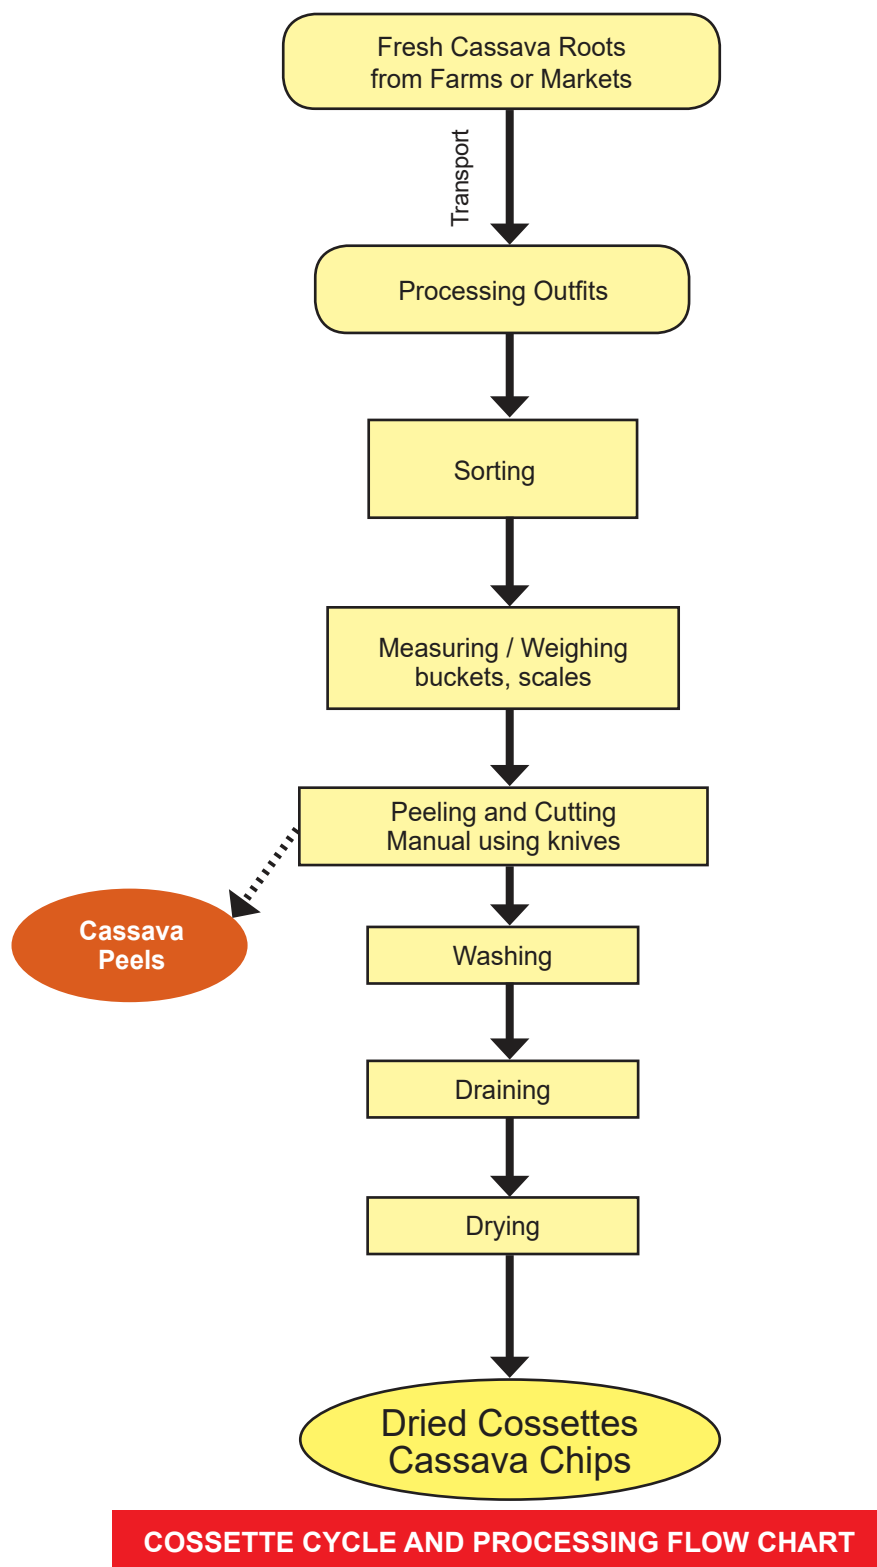 Fresh Cassava Roots
from Farms or Markets
Transport
Processing Outfits
Sorting
Measuring / Weighing
buckets, scales
Peeling and Cutting
Manual using knives
Cassava
Peels
Washing
Draining
Drying
Dried Cossettes
Cassava Chips
COSSETTE CYCLE AND PROCESSING FLOW CHART